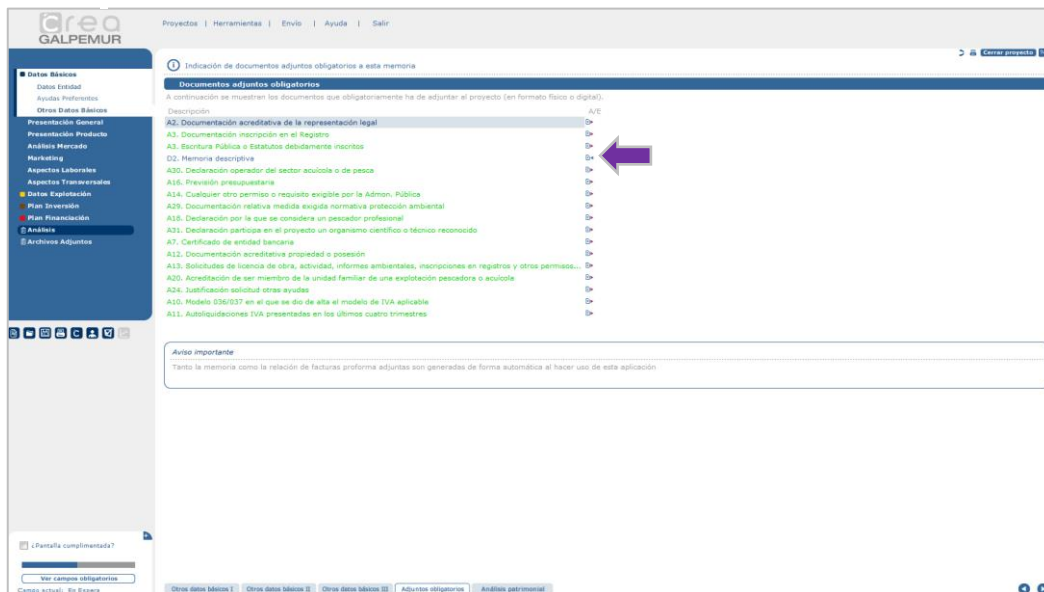 Crea
GALPEMUR
Proyectos | Herramientas | Envío | Ayuda | Salir
Cerrar proyecto
Indicación de documentos adjuntos obligatorios a esta memoria
Datos Básicos
Datos Entidad
Ayudas Preferentes
Otros Datos Básicos
Presentación General
Presentación Producto
Análisis Mercado
Marketing
Aspectos Laborales
Aspectos Transversales
Datos Explotación
Plan Inversión
Plan Financiación
Análisis
Archivos Adjuntos
Documentos adjuntos obligatorios
A continuación se muestran los documentos que obligatoriamente ha de adjuntar al proyecto (en formato físico o digital).
Descripción A/E
A2. Documentación acreditativa de la representación legal
A3. Documentación inscripción en el Registro
A3. Escritura Pública o Estatutos debidamente inscritos
D2. Memoria descriptiva
A30. Declaración operador del sector acuícola o de pesca
A16. Previsión presupuestaria
A14. Cualquier otro permiso o requisito exigible por la Admon. Pública
A29. Documentación relativa medida exigida normativa protección ambiental
A18. Declaración por la que se considera un pescador profesional
A31. Declaración participa en el proyecto un organismo científico o técnico reconocido
A7. Certificado de entidad bancaria
A12. Documentación acreditativa propiedad o posesión
A13. Solicitudes de licencia de obra, actividad, informes ambientales, inscripciones en registros y otros permisos...
A20. Acreditación de ser miembro de la unidad familiar de una explotación pescadora o acuícola
A24. Justificación solicitud otras ayudas
A10. Modelo 036/037 en el que se dio de alta el modelo de IVA aplicable
A11. Autoliquidaciones IVA presentadas en los últimos cuatro trimestres
Aviso importante
Tanto la memoria como la relación de facturas proforma adjuntas son generadas de forma automática al hacer uso de esta aplicación
¿Pantalla cumplimentada?
Ver campos obligatorios
Campo actual: En Espera
Otros datos básicos I Otros datos básicos II Otros datos básicos III Adjuntos obligatorios Análisis patrimonial